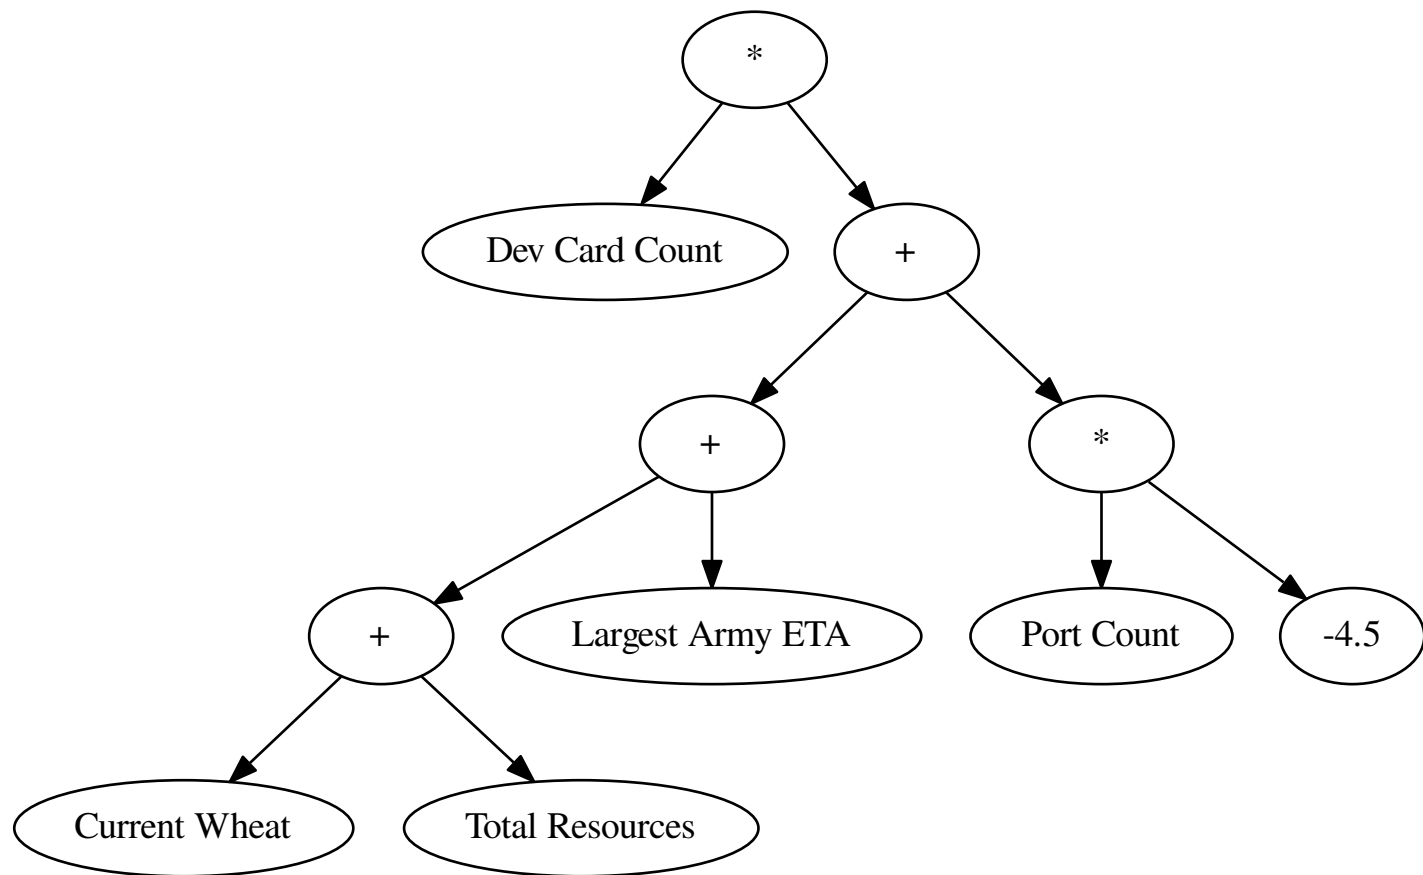 *
Dev Card Count
+
+
*
+
Largest Army ETA
Port Count
-4.5
Current Wheat
Total Resources